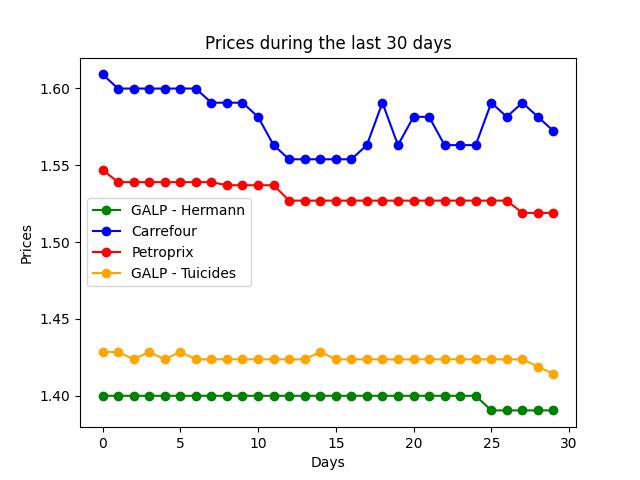 Prices during the last 30 days
1.60
1.55
1.50
1.45
1.40
Prices
GALP - Hermann
Carrefour
Petroprix
GALP - Tuicides
0 5 10 15 20 25 30
Days